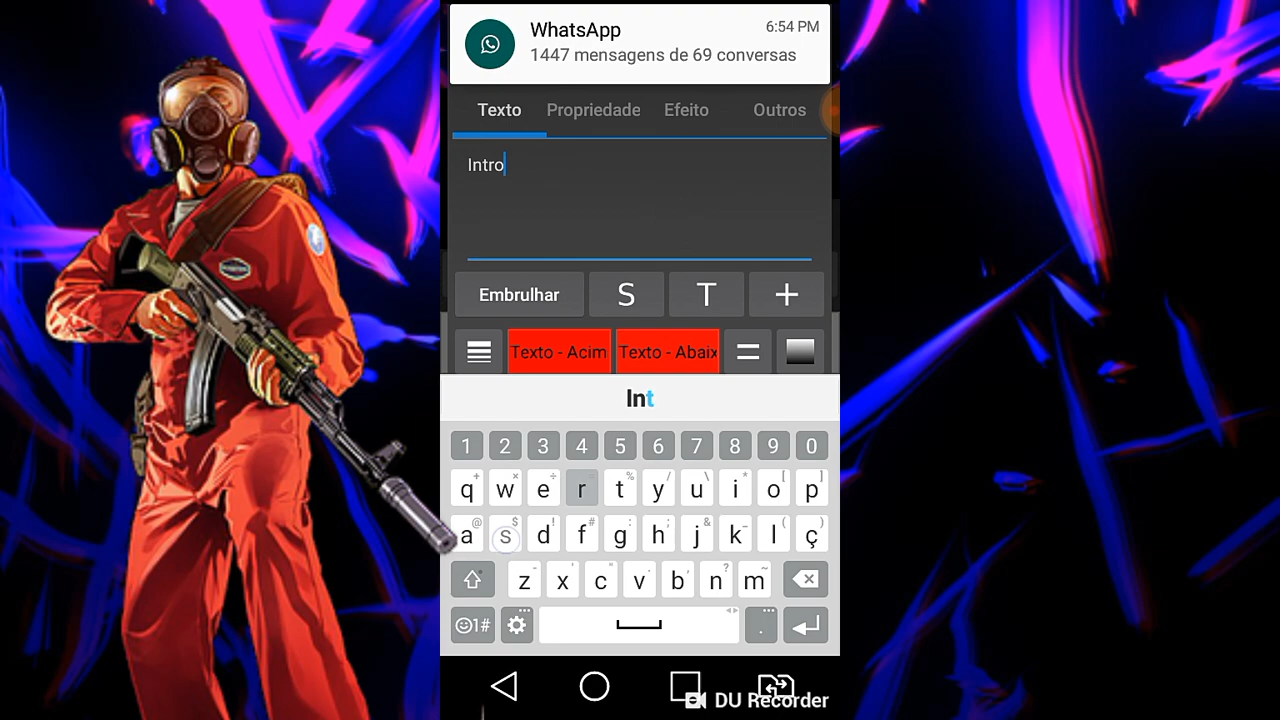 WhatsApp 6:54 PM
1447 mensagens de 69 conversas
Texto Propriedade Efeito Outros
Intro
Embrulhar S T +
Texto - Acim Texto - Abaix
Int
1 2 3 4 5 6 7 8 9 0
q w e r t y u i o p
a s d f g h j k l ç
z x c v b n m
1# .
DU Recorder